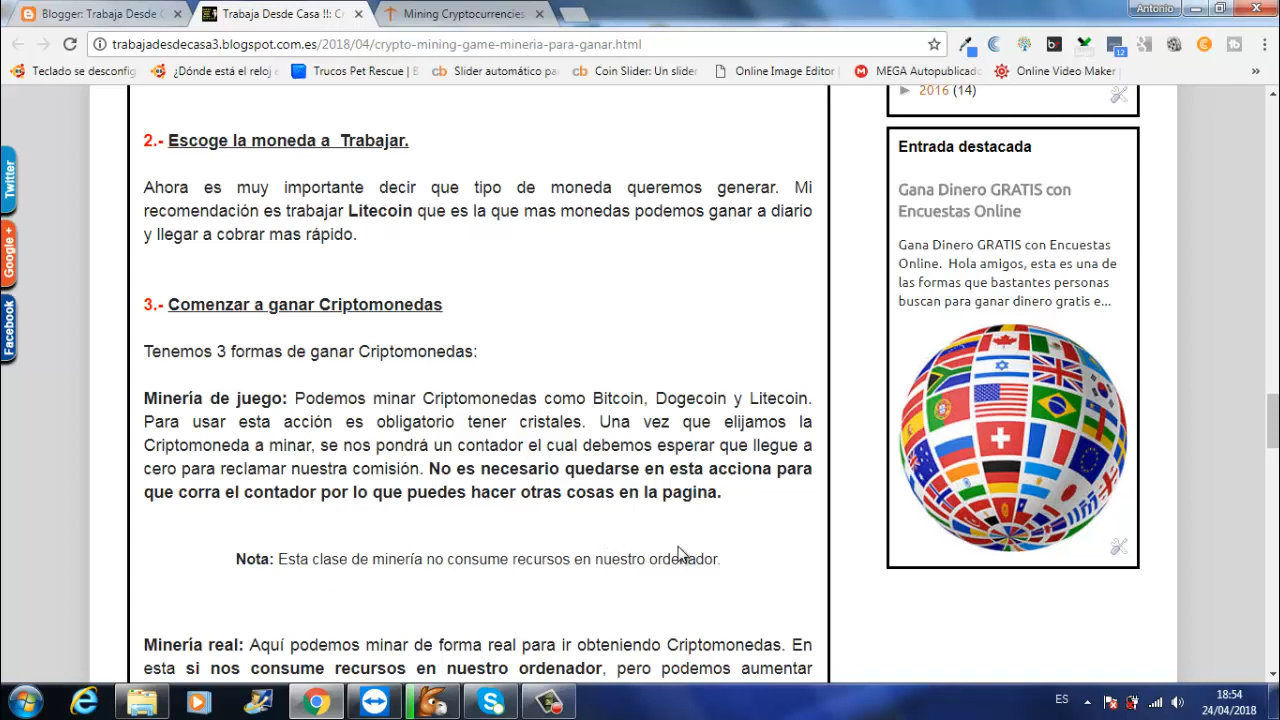 Blogger: Trabaja Desde C
Trabaja Desde Casa !!: Cr
Mining Cryptocurrencies
Antonio
trabajadesdecasa3.blogspot.com.es/2018/04/crypto-mining-game-mineria-para-ganar.html
12
Teclado se desconfig
¿Dónde está el reloj
Trucos Pet Rescue | B
Slider automático pa
Coin Slider: Un slider
Online Image Editor |
MEGA Autopublicado
Online Video Maker
»
Twitter
Google +
Facebook
2.- Escoge la moneda a Trabajar.
Ahora es muy importante decir que tipo de moneda queremos generar. Mi
recomendación es trabajar Litecoin que es la que mas monedas podemos ganar a diario
y llegar a cobrar mas rápido.
3.- Comenzar a ganar Criptomonedas
Tenemos 3 formas de ganar Criptomonedas:
Minería de juego: Podemos minar Criptomonedas como Bitcoin, Dogecoin y Litecoin.
Para usar esta acción es obligatorio tener cristales. Una vez que elijamos la
Criptomoneda a minar, se nos pondrá un contador el cual debemos esperar que llegue a
cero para reclamar nuestra comisión. No es necesario quedarse en esta acciona para
que corra el contador por lo que puedes hacer otras cosas en la pagina.
Nota: Esta clase de minería no consume recursos en nuestro ordenador.
Minería real: Aquí podemos minar de forma real para ir obteniendo Criptomonedas. En
esta si nos consume recursos en nuestro ordenador, pero podemos aumentar
► 2016 (14)
Entrada destacada
Gana Dinero GRATIS con
Encuestas Online
Gana Dinero GRATIS con Encuestas
Online. Hola amigos, esta es una de
las formas que bastantes personas
buscan para ganar dinero gratis e...
ES
18:54
24/04/2018